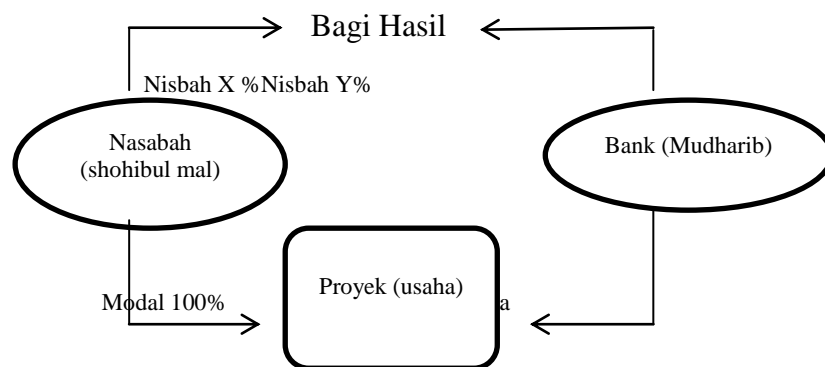 Bagi Hasil
Nisbah X %Nisbah Y%
Nasabah
(shohibul mal)
Bank (Mudharib)
Proyek (usaha)
Modal 100%
a